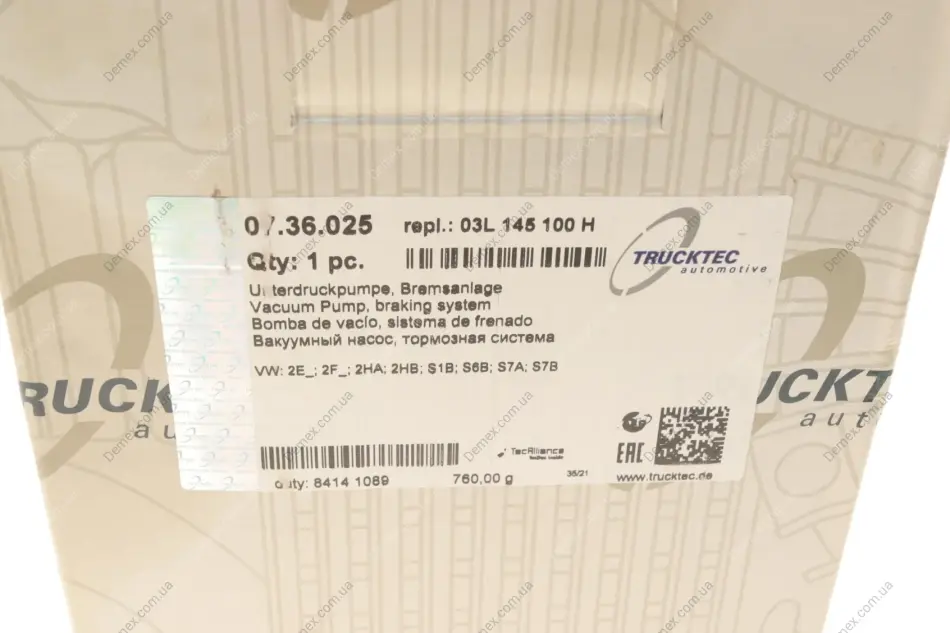 07.36.025 repl.: 03L 145 100 H
Qty: 1 pc.
TRUCKTEC
automotive
Unterdruckpumpe, Bremsanlage
Vacuum Pump, braking system
Bomba de vacío, sistema de frenado
Вакуумный насос, тормозная система
VW: 2E_; 2F_; 2HA; 2HB; S1B; S6B; S7A; S7B
TecAlliance
EAC
duty: 8414 1089 760,00 g 35/21 www.trucktec.de
RUCK
au
UCKT
aut
Demex.com.ua